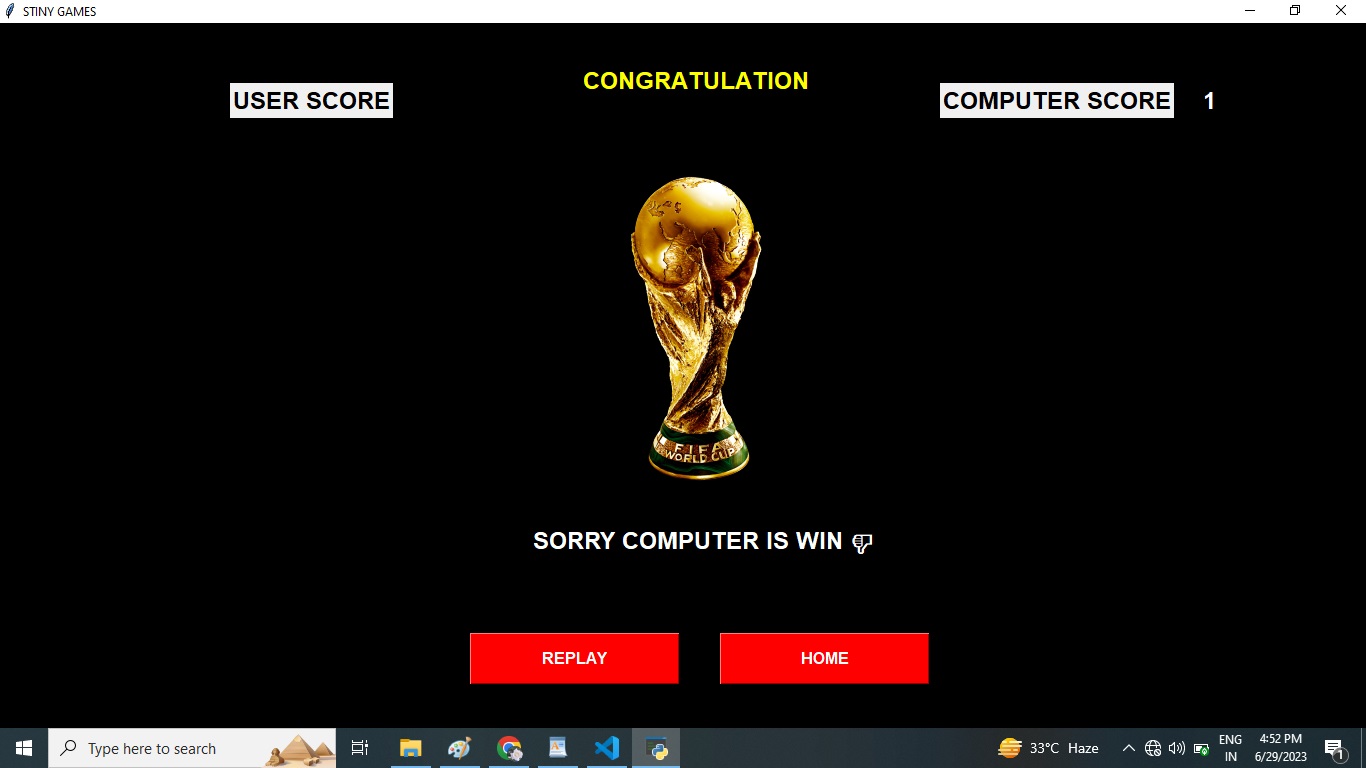 STINY GAMES
CONGRATULATION
USER SCORE
COMPUTER SCORE 1
FIFA
WORLD CUP
SORRY COMPUTER IS WIN 👎
REPLAY
HOME
Type here to search
33°C Haze
ENG
IN
4:52 PM
6/29/2023
1